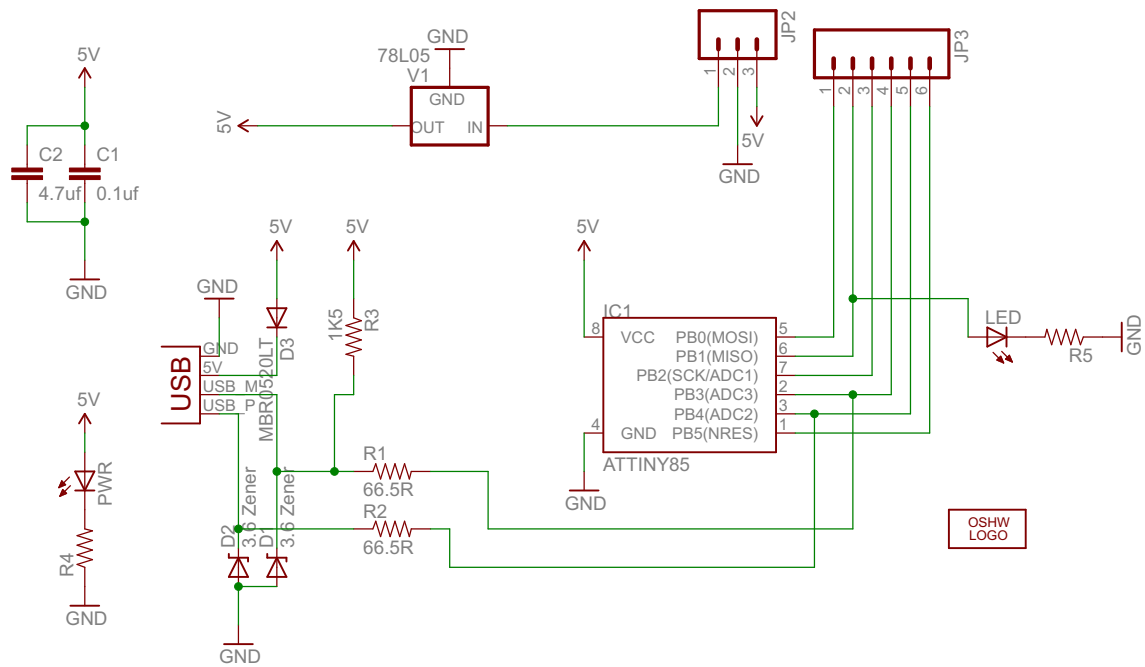 5V
C2
C1
4.7uf
0.1uf
GND
GND
78L05
V1
GND
OUT
IN
5V
JP2
1
2
3
5V
GND
JP3
1
2
3
4
5
6
5V
5V
GND
D3
MBR0520LT
1K5
R3
USB
GND
5V
USB_M
USB_P
5V
PWR
R4
GND
D2
3.6 Zener
D1
3.6 Zener
GND
R1
66.5R
R2
66.5R
5V
IC1
8
VCC
PB0(MOSI)
5
PB1(MISO)
6
PB2(SCK/ADC1)
7
PB3(ADC3)
2
PB4(ADC2)
3
4
GND
PB5(NRES)
1
ATTINY85
GND
LED
R5
GND
OSHW
LOGO